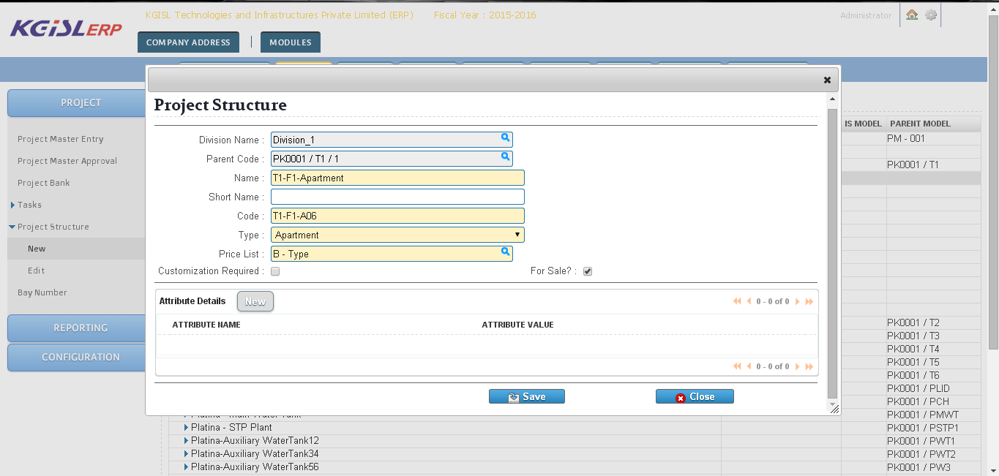 KGISL Technologies and Infrastructures Private Limited (ERP) Fiscal Year : 2015-2016
Administrator
KGiSL ERP
COMPANY ADDRESS | MODULES
PROJECT
Project Master Entry
Project Master Approval
Project Bank
Tasks
Project Structure
New
Edit
Bay Number
REPORTING
CONFIGURATION
Project Structure
Division Name : Division_1
Parent Code : PK0001 / T1 / 1
Name : T1-F1-Apartment
Short Name :
Code : T1-F1-A06
Type : Apartment
Price List : B - Type
Customization Required : For Sale? :
Attribute Details New 0 - 0 of 0
ATTRIBUTE NAME ATTRIBUTE VALUE
0 - 0 of 0
Save Close
IS MODEL PARENT MODEL
PM - 001
PK0001 / T1
PK0001 / T2
PK0001 / T3
PK0001 / T4
PK0001 / T5
PK0001 / T6
PK0001 / PLID
PK0001 / PCH
Platina - Main Water Tank PK0001 / PMWT
Platina - STP Plant PK0001 / PSTP1
Platina-Auxiliary WaterTank12 PK0001 / PWT1
Platina-Auxiliary WaterTank34 PK0001 / PWT2
Platina-Auxiliary WaterTank56 PK0001 / PW3